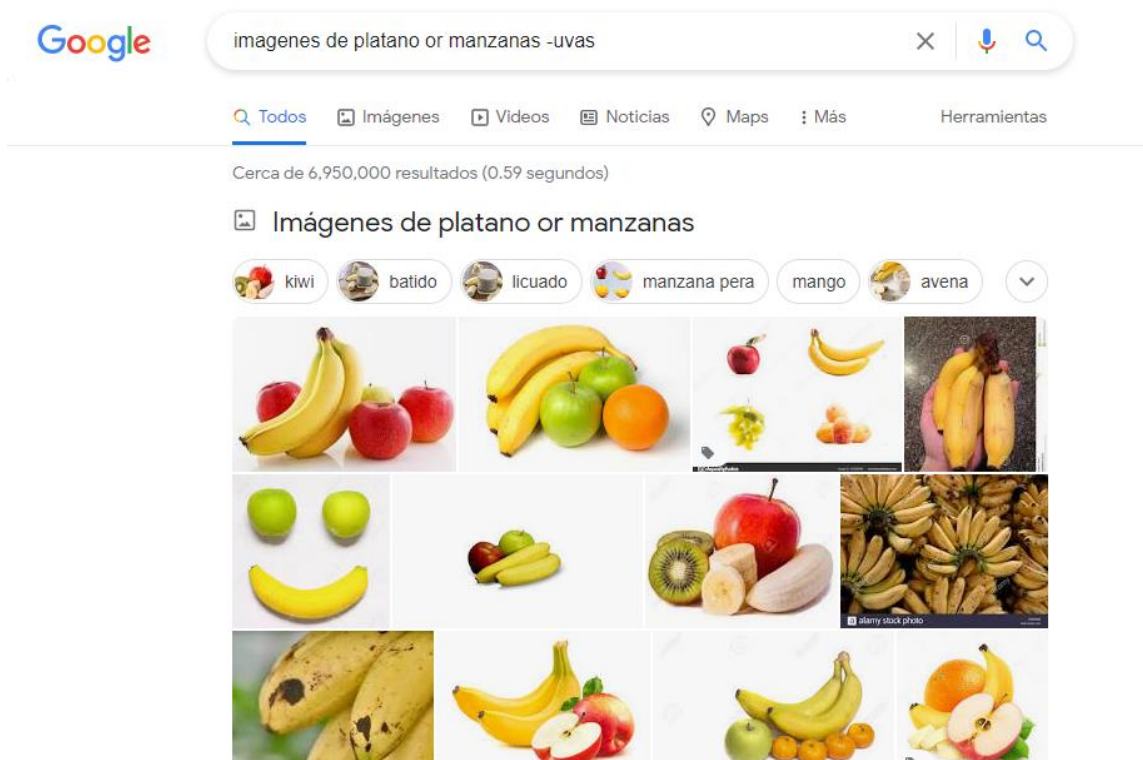 Google
imagenes de platano or manzanas -uvas
Todos
Imágenes
Videos
Noticias
Maps
Más
Herramientas
Cerca de 6,950,000 resultados (0.59 segundos)
Imágenes de platano or manzanas
kiwi
batido
licuado
manzana pera
mango
avena
alamy stock photo